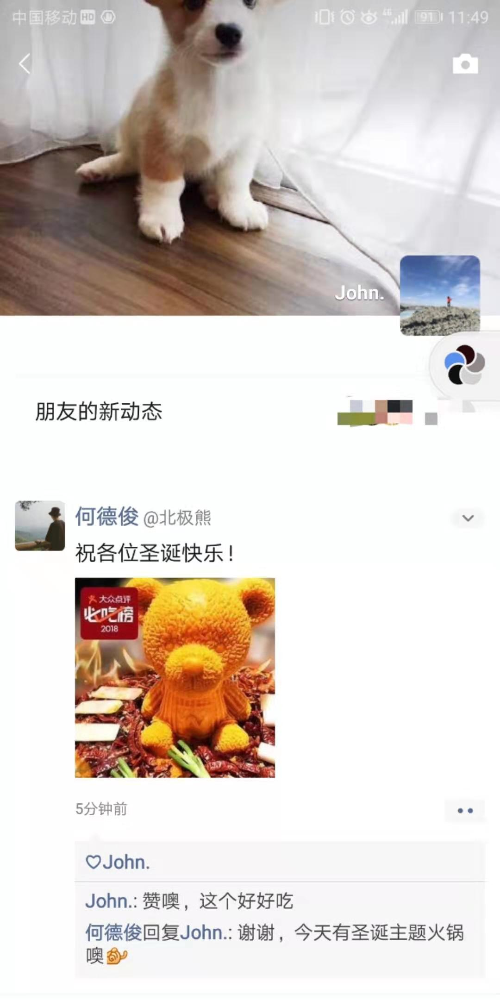 中国移动 HD 4G 91 11:49
John.
朋友的新动态
何德俊 @北极熊
祝各位圣诞快乐！
大众点评
必吃榜
2018
5分钟前
♡John.
John.: 赞噢，这个好好吃
何德俊回复John.: 谢谢，今天有圣诞主题火锅
噢